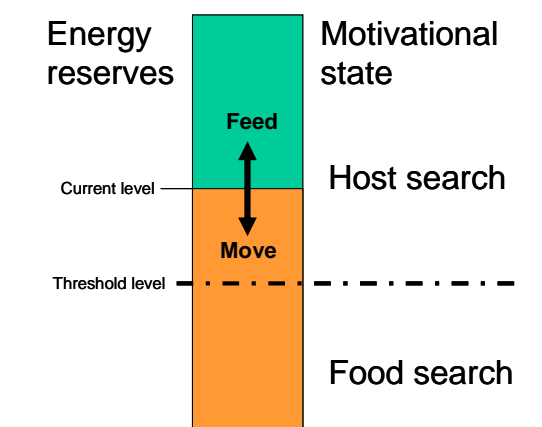 Energy
reserves
Motivational
state
Feed
Host search
Current level
Move
Threshold level
Food search